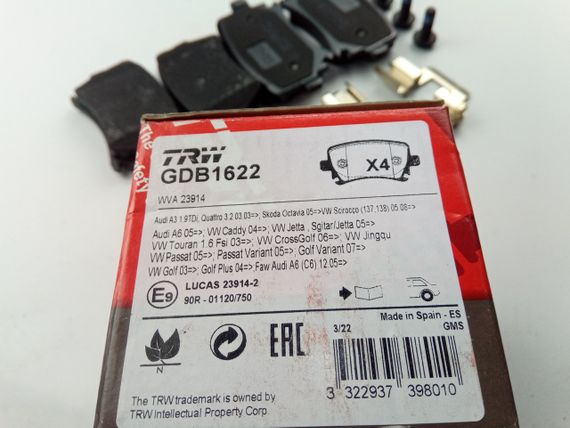 The
Safety
TRW
GDB1622
X4
WVA 23914
Audi A3 1.9TDi, Quattro 3.2 03.03=>; Skoda Octavia 05=>VW Scirocco (137,138) 05.08=>
Audi A6 05=>; VW Caddy 04=>; VW Jetta , Sgitar/Jetta 05=>
VW Touran 1.6 Fsi 03=>; VW CrossGolf 06=>; VW Jingqu
VW Passat 05=>; Passat Variant 05=>; Golf Variant 07=>
VW Golf 03=>; Golf Plus 04=>;Faw Audi A6 (C6) 12.05=>
E9
LUCAS 23914-2
90R - 01120/750
Made in Spain - ES
3/22
GMS
N
EAC
3 322937 398010
The TRW trademark is owned by
TRW Intellectual Property Corp.